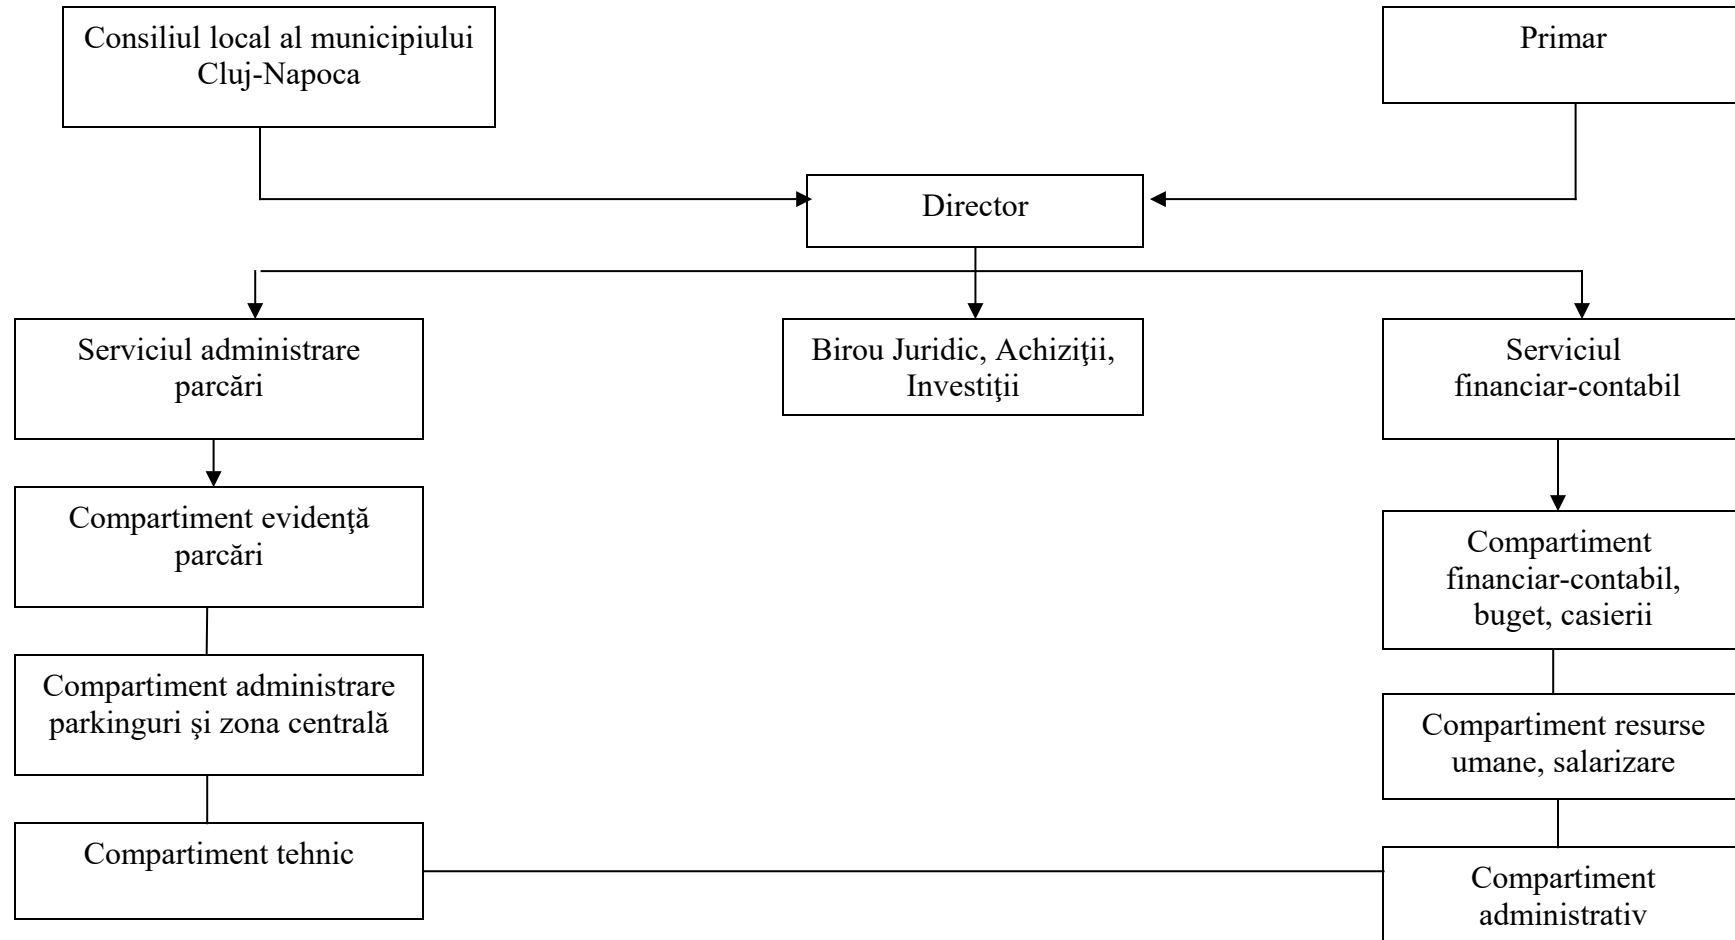 Consiliul local al municipiului
Cluj-Napoca
Primar
Director
Serviciul administrare
parcări
Birou Juridic, Achiziţii,
Investiţii
Serviciul
financiar-contabil
Compartiment evidenţă
parcări
Compartiment
financiar-contabil,
buget, casierii
Compartiment administrare
parkinguri şi zona centrală
Compartiment resurse
umane, salarizare
Compartiment tehnic
Compartiment
administrativ